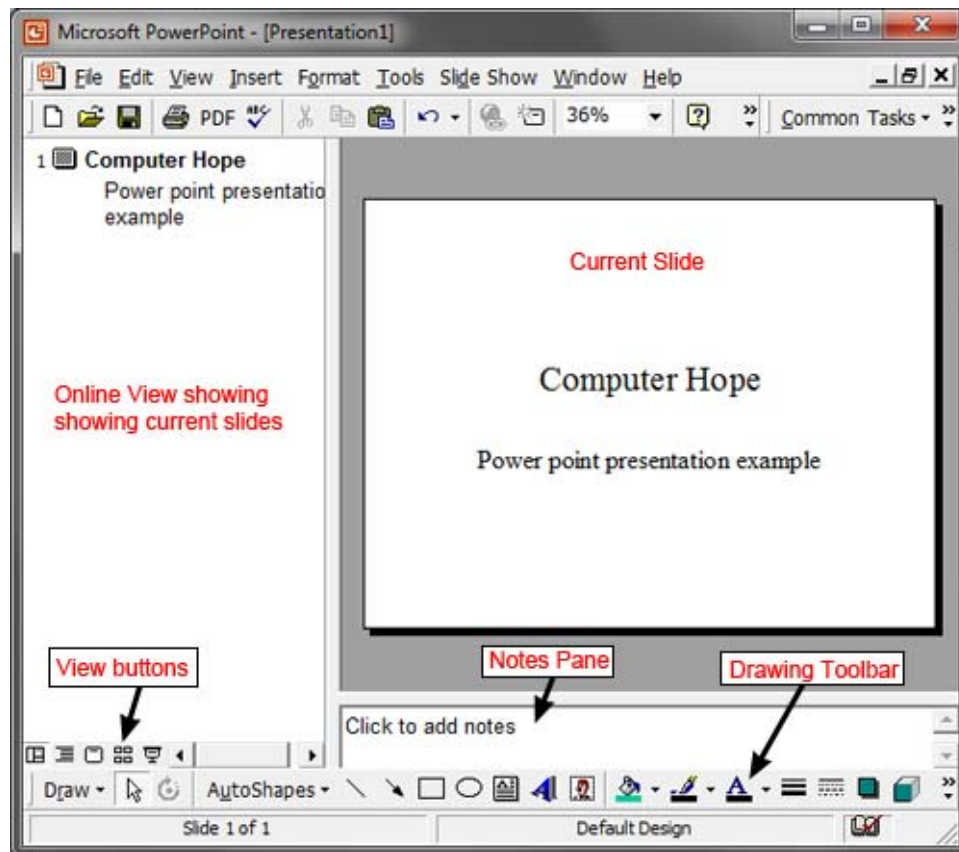 Microsoft PowerPoint - [Presentation1]
File Edit View Insert Format Tools Slide Show Window Help
PDF ABC 36% Common Tasks
1 Computer Hope
Power point presentatio
example
Online View showing
showing current slides
Current Slide
Computer Hope
Power point presentation example
View buttons
Notes Pane
Drawing Toolbar
Click to add notes
Draw AutoShapes
Slide 1 of 1 Default Design